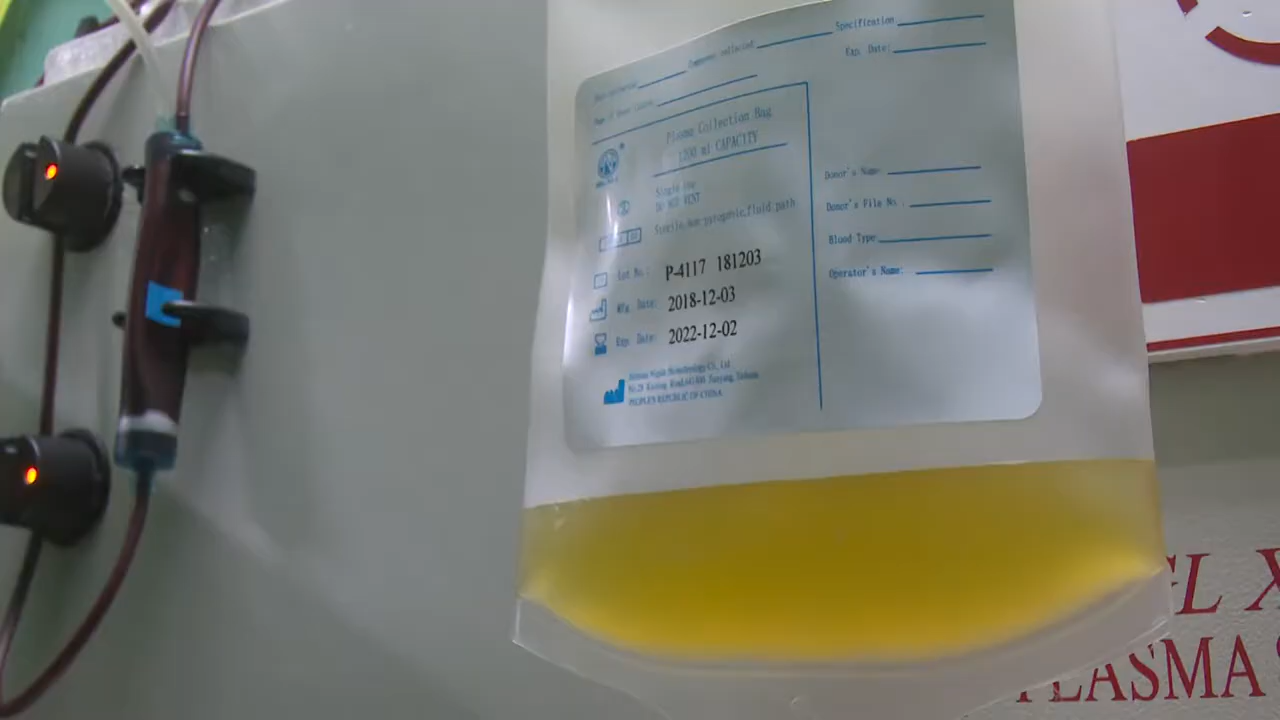 Specification
Exp. Date:
Plasma Collection Bag
1200 ml CAPACITY
Single use
DO NOT VENT
Sterile, Non-pyrogenic, fluid path
Lot No.: P-4117 181203
Mfg. Date: 2018-12-03
Exp. Date: 2022-12-02
PEOPLE'S REPUBLIC OF CHINA
Donor's Name:
Donor's File No.:
Blood Type:
Operator's Name:
PLASMA